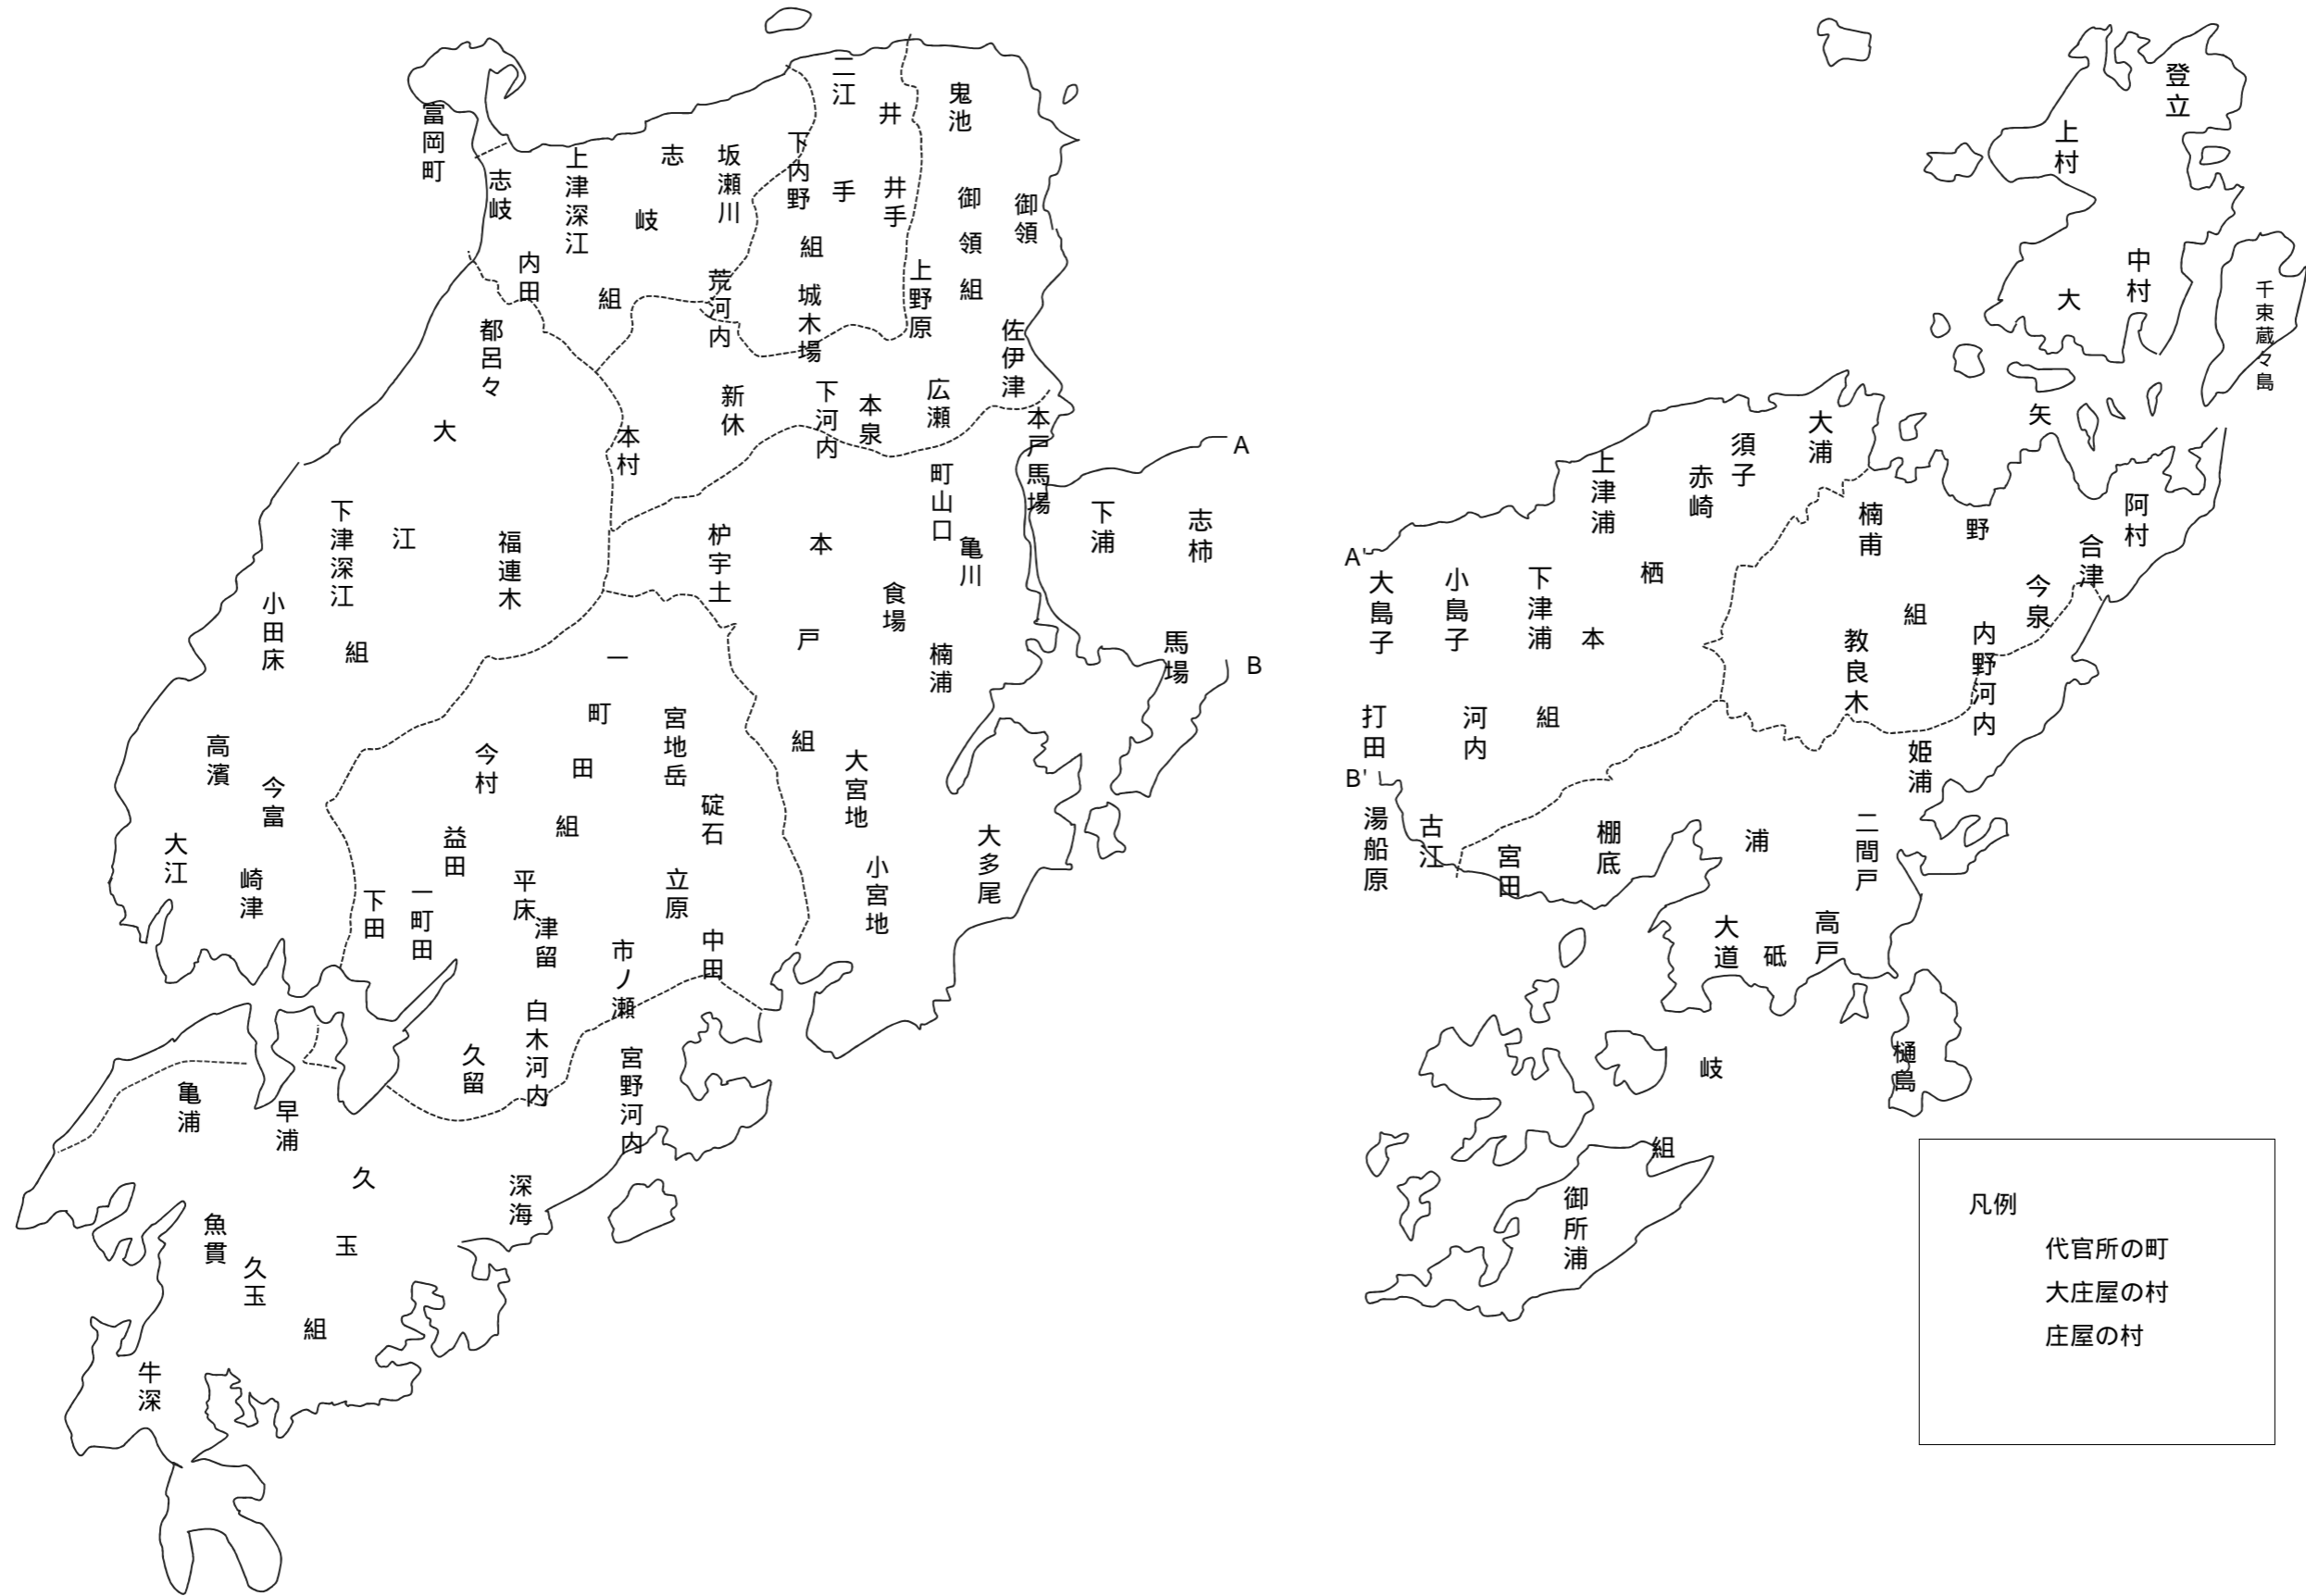 富岡町
志岐
上津深江
志岐組
坂瀬川
内田
荒河内
二江
下内野
井手組
井手
城木場
鬼池
御領
御領組
上野原
佐伊津
都呂々
大江組
下津深江
福連木
小田床
高濱
今富
大江
崎津
本村
新休
下河内
本泉
広瀬
本戸馬場
町山口
亀川
枦宇土
本戸組
食場
楠浦
大宮地
小宮地
大多尾
下浦
志柿
馬場
A
B
一町田組
宮地岳
今村
碇石
益田
立原
平床
下田
一町田
津留
市ノ瀬
中田
白木河内
久留
宮野河内
亀浦
早浦
久玉組
深海
魚貫
久玉
牛深
登立
上村
中村
大矢野組
千束蔵々島
大浦
須子
赤崎
上津浦
A'
大島子
小島子
下津浦
栖本組
打田
河内
B'
湯船原
古江
楠甫
阿村
合津
今泉
内野河内
教良木
姫浦
二間戸
棚底
宮田
大道
高戸
砥岐組
浦
樋島
御所浦
凡例
代官所の町
大庄屋の村
庄屋の村